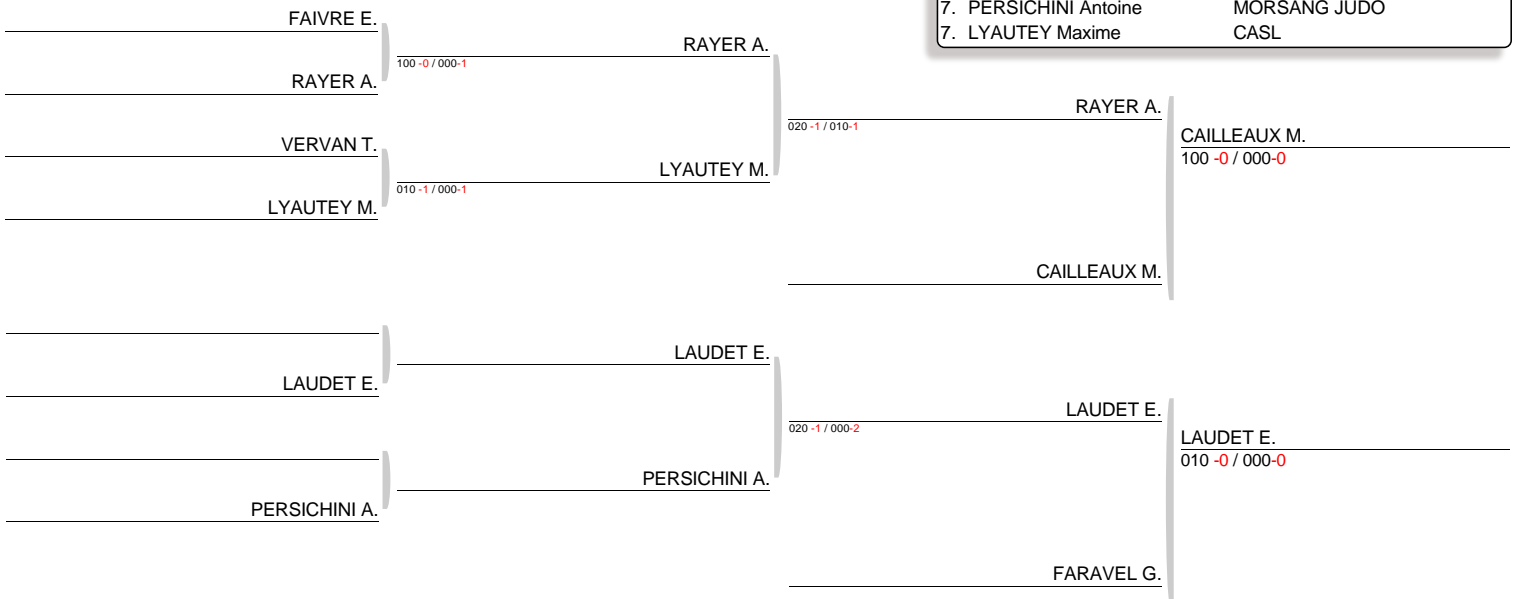 7. PERSICHINI Antoine MORSANG JUDO
7. LYAUTEY Maxime CASL
FAIVRE E.
RAYER A.
100 -0 / 000-1
RAYER A.
RAYER A.
020 -1 / 010-1
CAILLEAUX M.
100 -0 / 000-0
VERVAN T.
LYAUTEY M.
010 -1 / 000-1
LYAUTEY M.
CAILLEAUX M.
LAUDET E.
LAUDET E.
LAUDET E.
020 -1 / 000-2
LAUDET E.
010 -0 / 000-0
PERSICHINI A.
PERSICHINI A.
FARAVEL G.